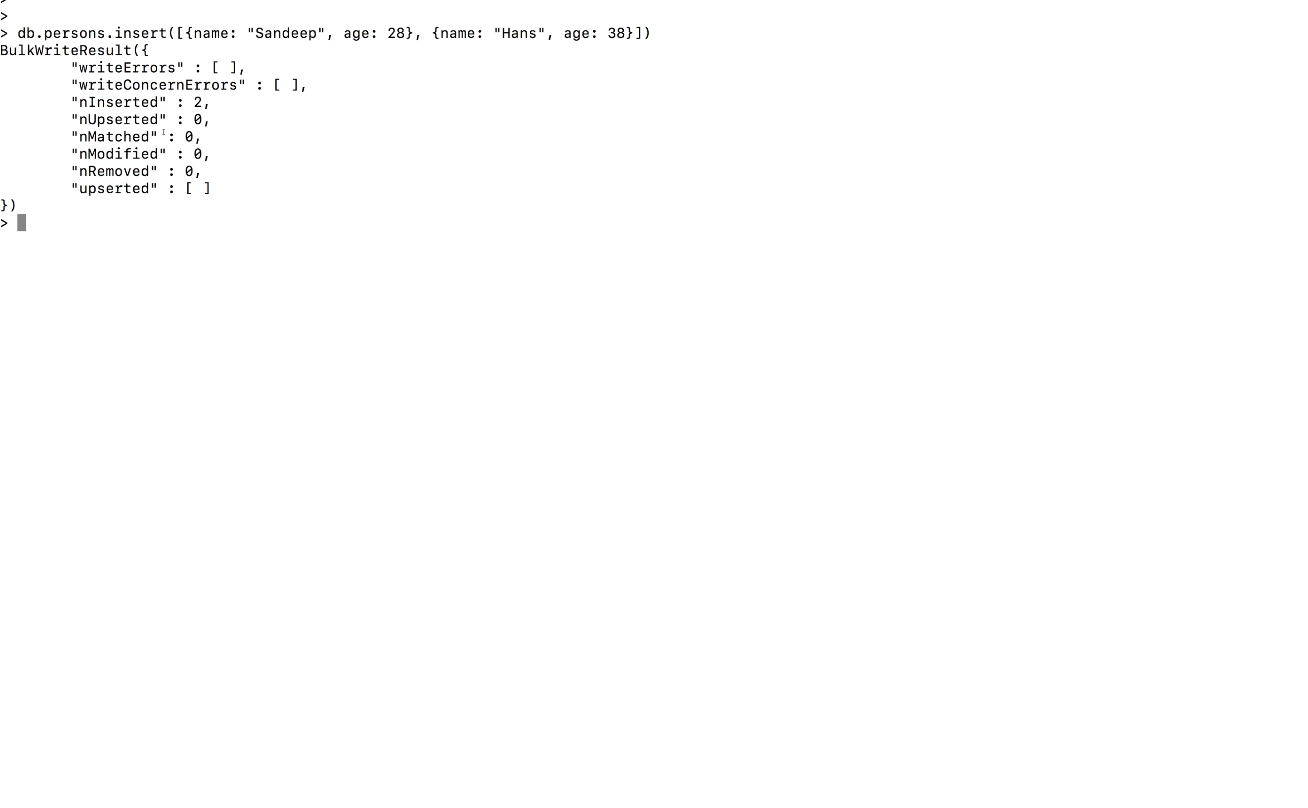 >
>
> db.persons.insert([{name: "Sandeep", age: 28}, {name: "Hans", age: 38}])
BulkWriteResult({
        "writeErrors" : [ ],
        "writeConcernErrors" : [ ],
        "nInserted" : 2,
        "nUpserted" : 0,
        "nMatched" : 0,
        "nModified" : 0,
        "nRemoved" : 0,
        "upserted" : [ ]
})
>